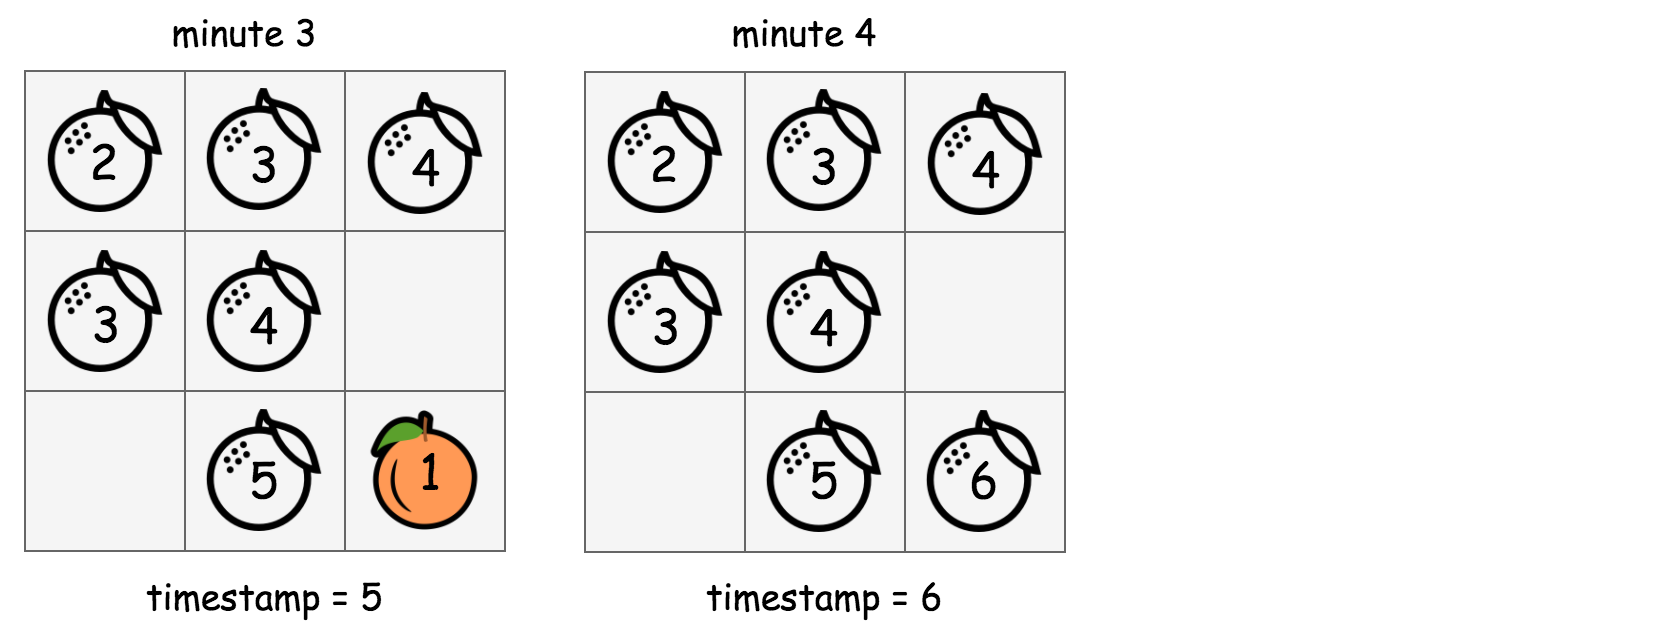 minute 3
2 3 4
3 4
5 1
timestamp = 5
minute 4
2 3 4
3 4
5 6
timestamp = 6